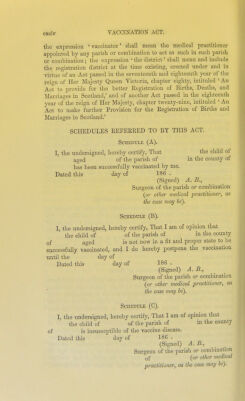 cxciv VACCINATION ACT.
the expression 'vaccinator' shall mean the medical practitioner
appointed by any parish or combination to act as such in such parish
or combination; the expression 'the district' shall mean and include
the registration district at the time existing, created under and in
virtue of an Act passed in the seventeenth and eighteenth year of the
reign of Her Majesty Queen Victoria, chapter eighty, intituled 'An
Act to provide for the better Registration of Births, Deaths, and
Marriages in Scotland,' and of another Act passed in the eighteenth
year of the reign of Her Majesty, chapter twenty-nine, intituled 'An
Act to make further Provision for the Registration of Births and
Marriages in Scotland.'
SCHEDULES REFERRED TO BY THIS ACT.
SCHEDULE (A).
I, the undersigned, hereby certify, That the child of
aged of the parish of in the county of
has been successfully vaccinated by me.
Dated this day of 186 .
(Signed) A. B.,
Surgeon of the parish or combination
(or other medical practitioner, as
the case may be).
SCHEDULE (B).
I, the undersigned, hereby certify, That I am of opinion that
the child of of the parish of in the county
of aged is not now in a fit and proper state to be
successfully vaccinated, and I do hereby postpone the vaccination
until the day of
Dated this day of 186 .
(Signed) A. B.,
Surgeon of the parish or combination
(or other medical practitioner, as
the case may be).
SCHEDULE (C).
I, the undersigned, hereby certify, That I am of opinion that
the child of of the parish of in the county
of is insusceptible of the vaccine disease.
Dated this day of 186 .
(Signed) A. B.,
Surgeon of the parish or combination
of (or other medical
practitioner, as the case may be).